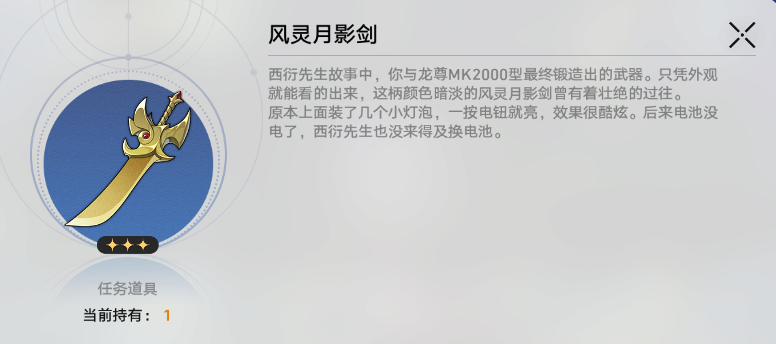 风灵月影剑
西衍先生故事中，你与龙尊MK2000型最终锻造出的武器。只凭外观
就能看的出来，这柄颜色暗淡的风灵月影剑曾有着壮绝的过往。
原本上面装了几个小灯泡，一按电钮就亮，效果很酷炫。后来电池没
电了，西衍先生也没来得及换电池。
任务道具
当前持有： 1